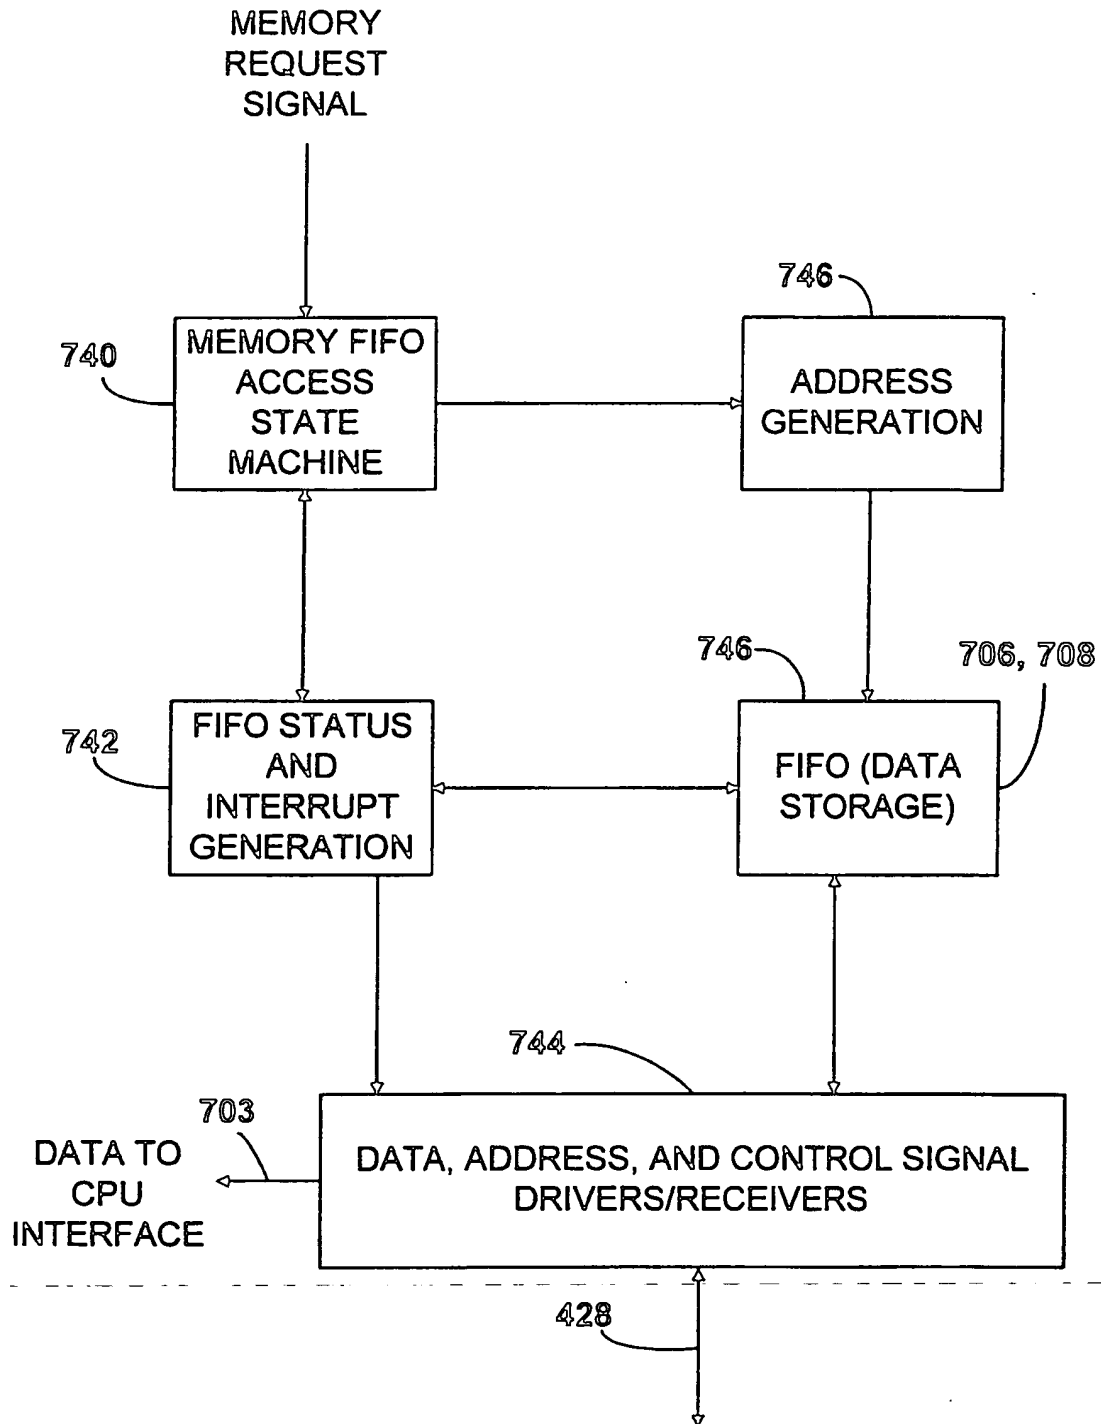 MEMORY
REQUEST
SIGNAL
746
740
MEMORY FIFO
ACCESS
STATE
MACHINE
ADDRESS
GENERATION
746
706, 708
742
FIFO STATUS
AND
INTERRUPT
GENERATION
FIFO (DATA
STORAGE)
744
703
DATA TO
CPU
INTERFACE
DATA, ADDRESS, AND CONTROL SIGNAL
DRIVERS/RECEIVERS
428